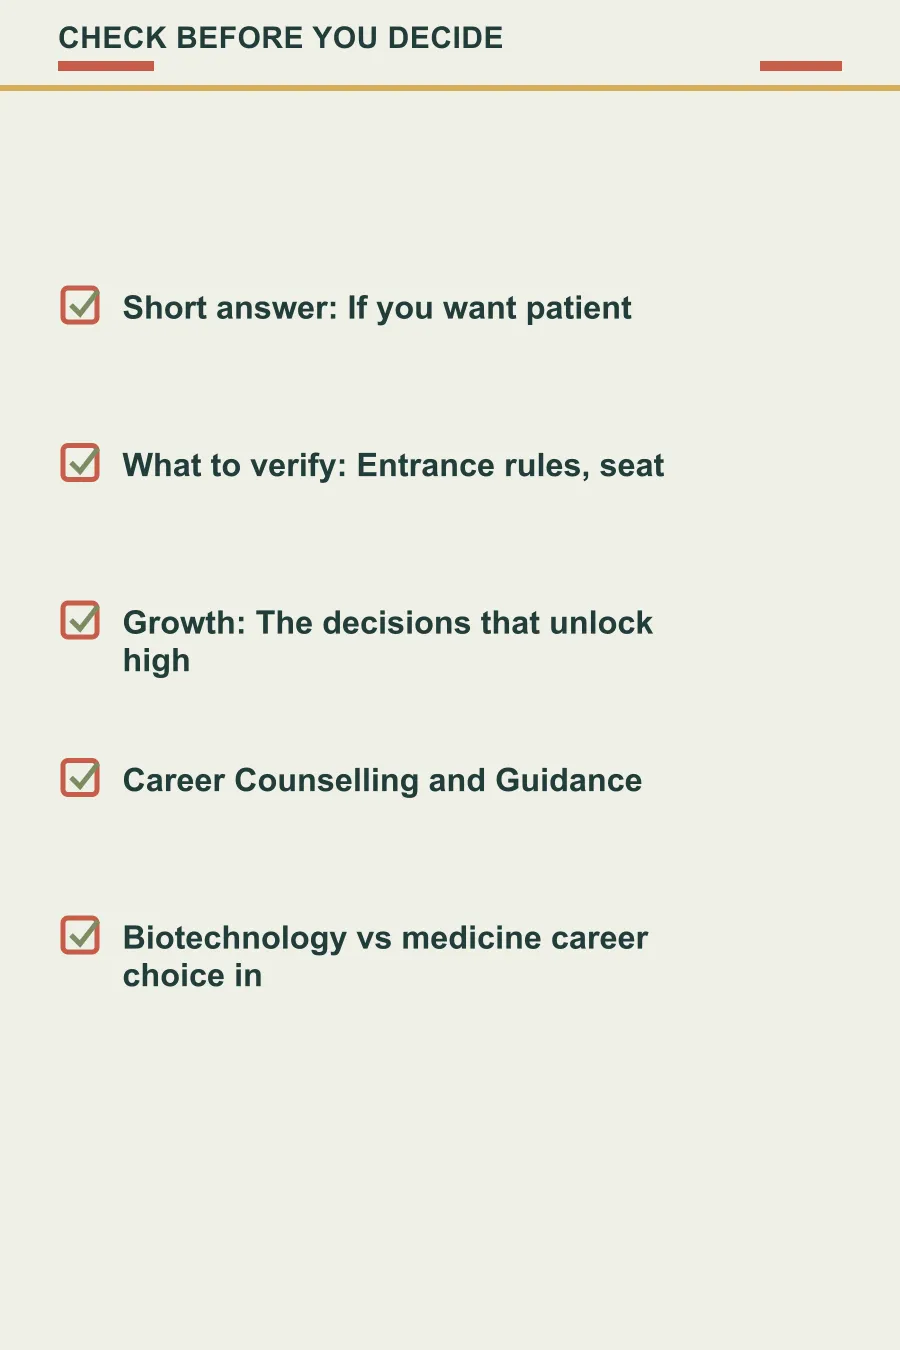 CHECK BEFORE YOU DECIDE
Short answer: If you want patient
What to verify: Entrance rules, seat
Growth: The decisions that unlock
high
Career Counselling and Guidance
Biotechnology vs medicine career
choice in